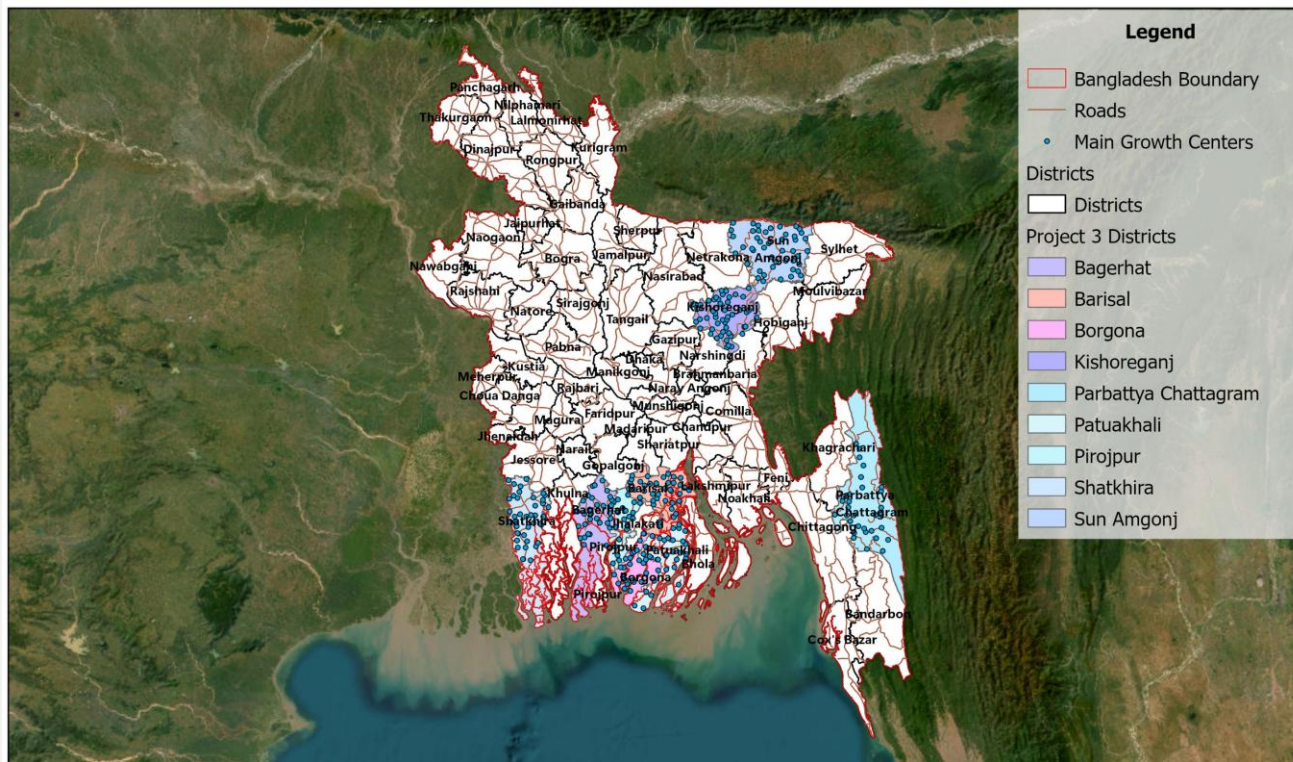 Legend
Bangladesh Boundary
Roads
Main Growth Centers
Districts
Districts
Project 3 Districts
Bagerhat
Barisal
Borgona
Kishoreganj
Parbattya Chattagram
Patuakhali
Pirojpur
Shatkhira
Sun Amgonj
Panchagarh
Nilphamari
Thakurgaon
Lalmonirhat
Dinajpur
Kurigram
Rongpur
Gaibanda
Jaipurhat
Sherpur
Naogaon
Sun
Amgonj
Sylhet
Bogra
Jamalpur
Netrakona
Nawabganj
Nasirabad
Rajshahi
Moulvibazar
Sirajgonj
Natore
Tangail
Kishoreganj
Hobiganj
Pabna
Gazipur
Dhaka
Narshingdi
Kustia
Manikgonj
Brahmanbaria
Meherpur
Rajbari
Naray Angonj
Choua Danga
Faridpur
Munshigonj
Comilla
Magura
Madaripur
Chandpur
Jhenaidah
Narail
Shariatpur
Jessore
Gopalgonj
Khagrachari
Feni
Khulna
Barisal
Lakshmipur
Noakhali
Parbattya
Chattagram
Shatkhira
Bagerhat
Jhalakati
Chittagong
Pirojpur
Patuakhali
Bhola
Borgona
Pirojpur
Bandarbon
Cox's Bazar